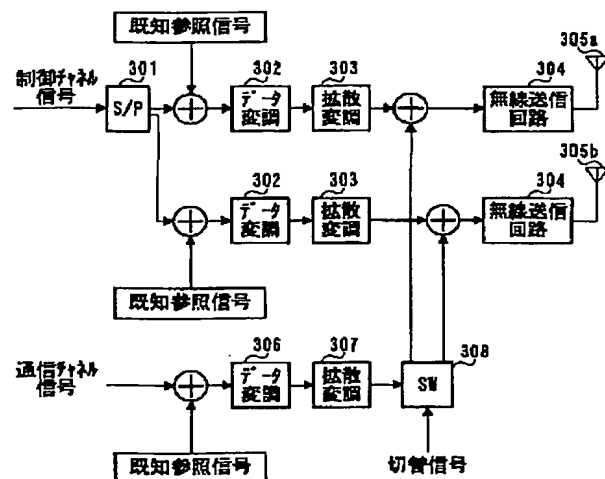 既知参照信号
305a
制御チャネル
信号
301
302
303
304
S/P
データ
変調
拡散
変調
無線送信
回路
305b
302
303
304
データ
変調
拡散
変調
無線送信
回路
既知参照信号
通信チャネル
信号
306
307
308
データ
変調
拡散
変調
SW
既知参照信号
切替信号